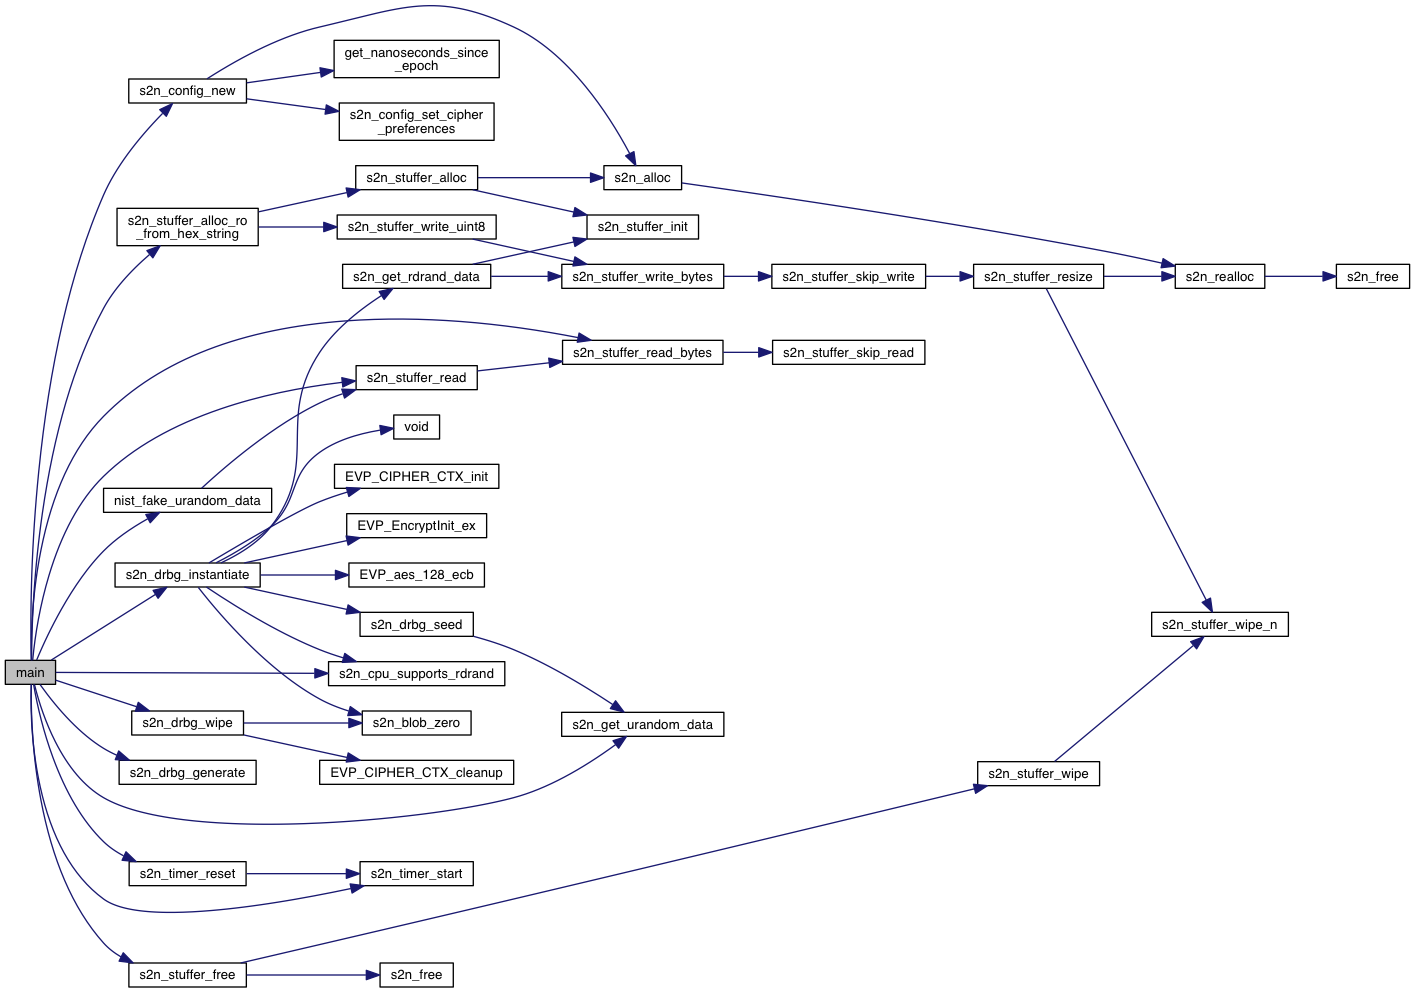 get_nanoseconds_since
_epoch
s2n_config_new
s2n_config_set_cipher
_preferences
s2n_stuffer_alloc
s2n_alloc
s2n_stuffer_alloc_ro
_from_hex_string
s2n_stuffer_write_uint8
s2n_stuffer_init
s2n_get_rdrand_data
s2n_stuffer_write_bytes
s2n_stuffer_skip_write
s2n_stuffer_resize
s2n_realloc
s2n_free
s2n_stuffer_read_bytes
s2n_stuffer_skip_read
s2n_stuffer_read
void
EVP_CIPHER_CTX_init
nist_fake_urandom_data
EVP_EncryptInit_ex
s2n_drbg_instantiate
EVP_aes_128_ecb
s2n_drbg_seed
s2n_stuffer_wipe_n
main
s2n_cpu_supports_rdrand
s2n_drbg_wipe
s2n_blob_zero
s2n_get_urandom_data
s2n_drbg_generate
EVP_CIPHER_CTX_cleanup
s2n_stuffer_wipe
s2n_timer_reset
s2n_timer_start
s2n_stuffer_free
s2n_free